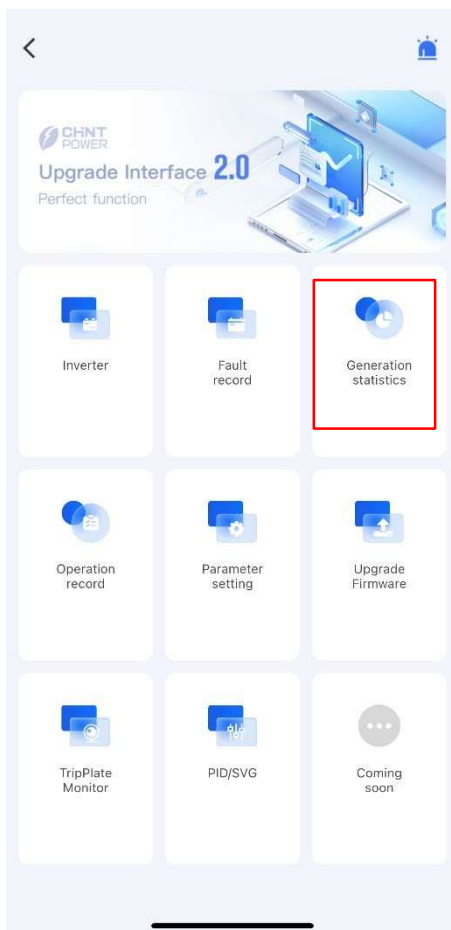 CHNT
POWER
Upgrade Interface 2.0
Perfect function
Inverter
Fault
record
Generation
statistics
Operation
record
Parameter
setting
Upgrade
Firmware
TripPlate
Monitor
PID/SVG
Coming
soon